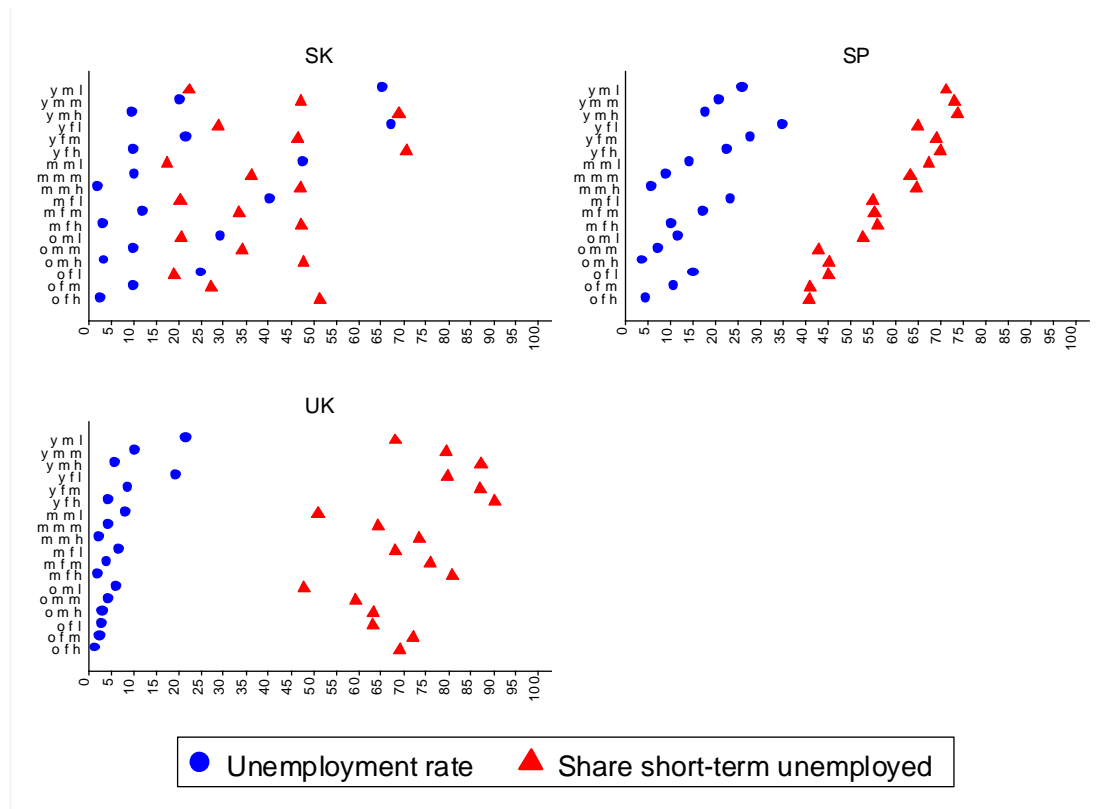 SK
y m l
y m m
y m h
y f l
y f m
y f h
m m l
m m m
m m h
m f l
m f m
m f h
o m l
o m m
o m h
o f l
o f m
o f h
0 5 10 15 20 25 30 35 40 45 50 55 60 65 70 75 80 85 90 95 100
SP
y m l
y m m
y m h
y f l
y f m
y f h
m m l
m m m
m m h
m f l
m f m
m f h
o m l
o m m
o m h
o f l
o f m
o f h
0 5 10 15 20 25 30 35 40 45 50 55 60 65 70 75 80 85 90 95 100
UK
y m l
y m m
y m h
y f l
y f m
y f h
m m l
m m m
m m h
m f l
m f m
m f h
o m l
o m m
o m h
o f l
o f m
o f h
0 5 10 15 20 25 30 35 40 45 50 55 60 65 70 75 80 85 90 95 100
Unemployment rate Share short-term unemployed